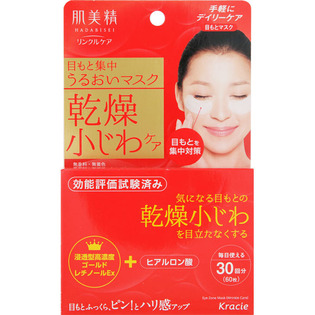 肌美精
HADABISEI
リンクルケア
手軽に
デイリーケア
目もとマスク
目もと集中
うるおいマスク
乾燥
小じわケア
無香料・無着色
目もとを
集中対策
効能評価試験済み
気になる目もとの
乾燥小じわ
を目立たなくする
浸透型高濃度
ゴールド
レチノールEx
+
ヒアルロン酸
毎日使える
30回分
(60枚)
目もとふっくら、ピン!とハリ感アップ
Kracie